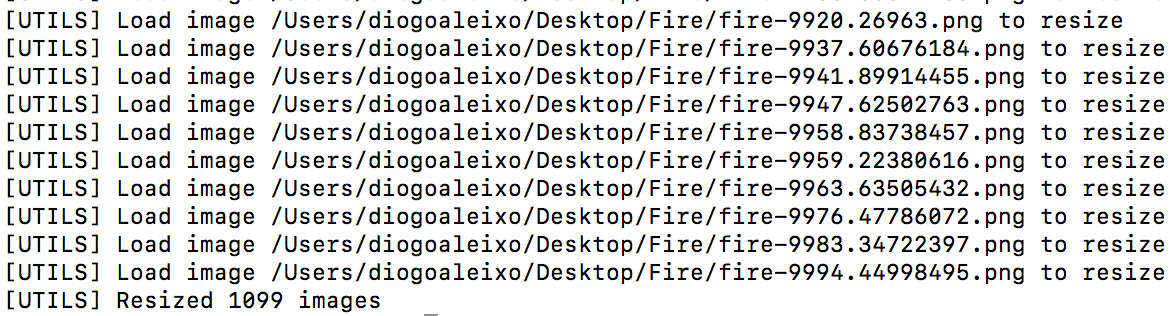 [UTILS] Load image /Users/diogoaleixo/Desktop/Fire/fire-9920.26963.png to resize
[UTILS] Load image /Users/diogoaleixo/Desktop/Fire/fire-9937.60676184.png to resize
[UTILS] Load image /Users/diogoaleixo/Desktop/Fire/fire-9941.89914455.png to resize
[UTILS] Load image /Users/diogoaleixo/Desktop/Fire/fire-9947.62502763.png to resize
[UTILS] Load image /Users/diogoaleixo/Desktop/Fire/fire-9958.83738457.png to resize
[UTILS] Load image /Users/diogoaleixo/Desktop/Fire/fire-9959.22380616.png to resize
[UTILS] Load image /Users/diogoaleixo/Desktop/Fire/fire-9963.63505432.png to resize
[UTILS] Load image /Users/diogoaleixo/Desktop/Fire/fire-9976.47786072.png to resize
[UTILS] Load image /Users/diogoaleixo/Desktop/Fire/fire-9983.34722397.png to resize
[UTILS] Load image /Users/diogoaleixo/Desktop/Fire/fire-9994.44998495.png to resize
[UTILS] Resized 1099 images